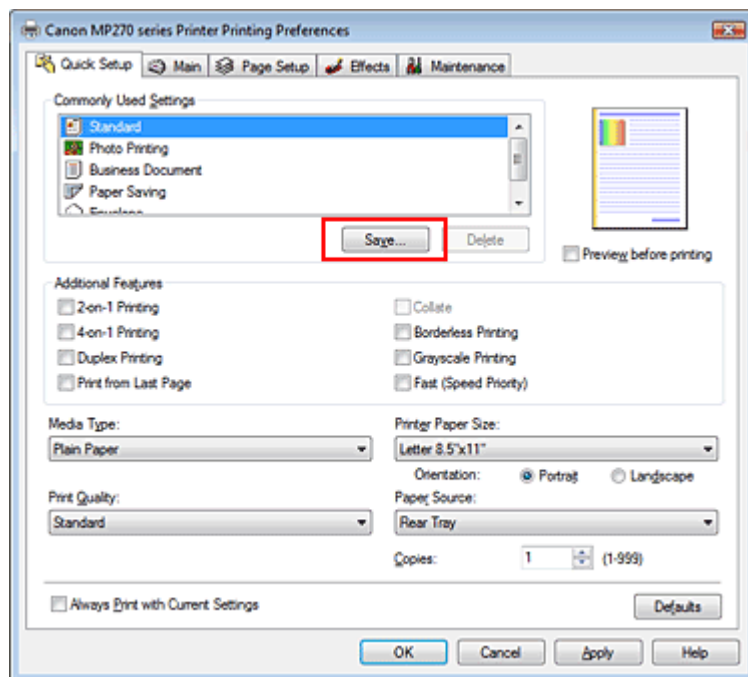 Canon MP270 series Printer Printing Preferences
Quick Setup Main Page Setup Effects Maintenance
Commonly Used Settings
Standard
Photo Printing
Business Document
Paper Saving
Envelope
Save... Delete
Preview before printing
Additional Features
2-on-1 Printing Collate
4-on-1 Printing Borderless Printing
Duplex Printing Grayscale Printing
Print from Last Page Fast (Speed Priority)
Media Type: Printer Paper Size:
Plain Paper Letter 8.5"x11"
Orientation: Portrait Landscape
Print Quality: Paper Source:
Standard Rear Tray
Copies: 1 (1-999)
Always Print with Current Settings Defaults
OK Cancel Apply Help